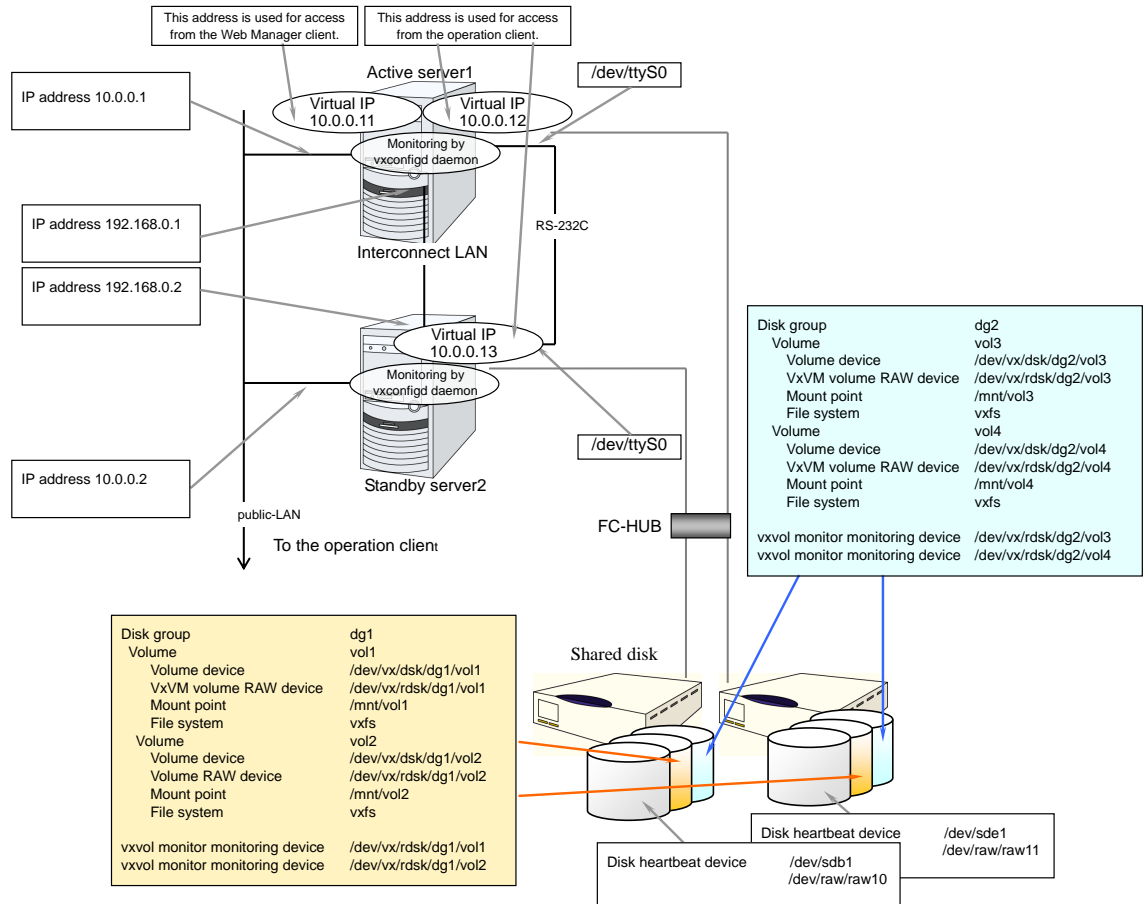 This address is used for access
from the Web Manager client.
This address is used for access
from the operation client.
Active server1
/dev/ttyS0
IP address 10.0.0.1
Virtual IP
10.0.0.11
Virtual IP
10.0.0.12
Monitoring by
vxconfigd daemon
IP address 192.168.0.1
RS-232C
Interconnect LAN
IP address 192.168.0.2
Virtual IP
10.0.0.13
Monitoring by
vxconfigd daemon
/dev/ttyS0
IP address 10.0.0.2
Standby server2
public-LAN
To the operation client
FC-HUB
Disk group dg2
Volume vol3
Volume device /dev/vx/dsk/dg2/vol3
VxVM volume RAW device /dev/vx/rdsk/dg2/vol3
Mount point /mnt/vol3
File system vxfs
Volume vol4
Volume device /dev/vx/dsk/dg2/vol4
VxVM volume RAW device /dev/vx/rdsk/dg2/vol4
Mount point /mnt/vol4
File system vxfs
vxvol monitor monitoring device /dev/vx/rdsk/dg2/vol3
vxvol monitor monitoring device /dev/vx/rdsk/dg2/vol4
Disk group dg1
Volume vol1
Volume device /dev/vx/dsk/dg1/vol1
VxVM volume RAW device /dev/vx/rdsk/dg1/vol1
Mount point /mnt/vol1
File system vxfs
Volume vol2
Volume device /dev/vx/dsk/dg1/vol2
Volume RAW device /dev/vx/rdsk/dg1/vol2
Mount point /mnt/vol2
File system vxfs
vxvol monitor monitoring device /dev/vx/rdsk/dg1/vol1
vxvol monitor monitoring device /dev/vx/rdsk/dg1/vol2
Shared disk
Disk heartbeat device /dev/sde1
/dev/raw/raw11
Disk heartbeat device /dev/sdb1
/dev/raw/raw10